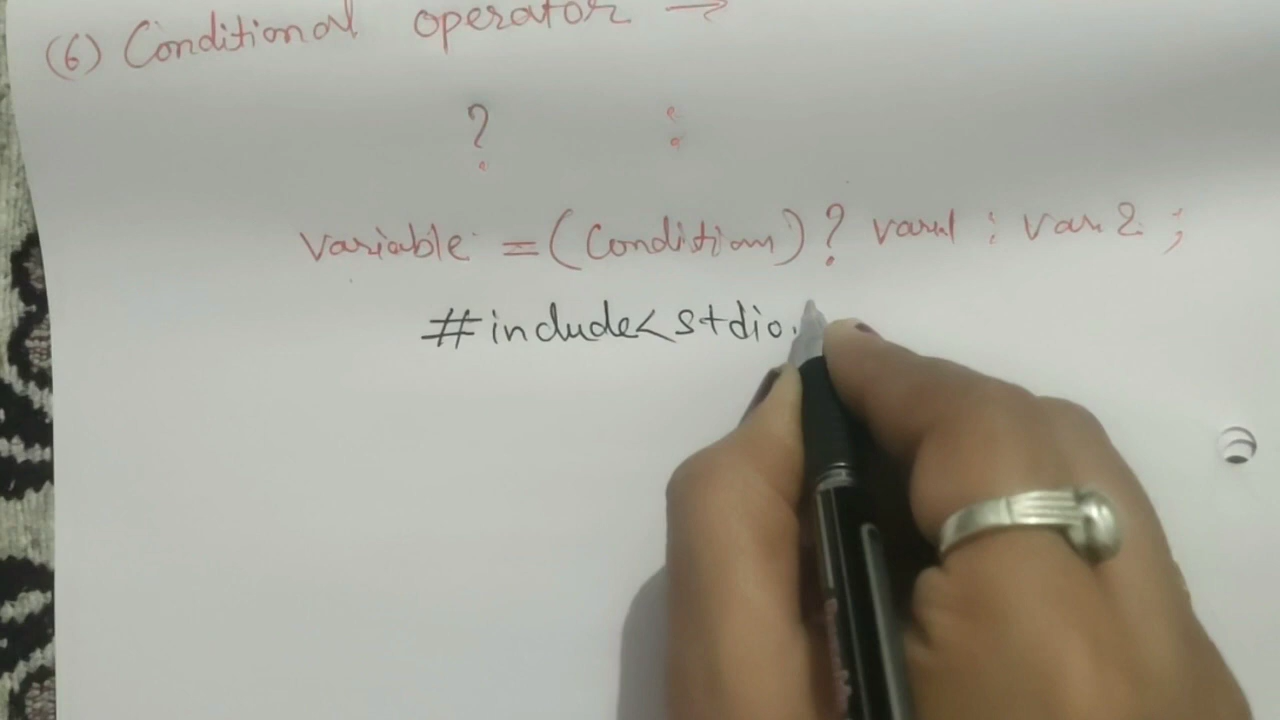 (6) Conditional operator →
? :
variable = (Condition) ? var1 : var2 ;
#include<stdio.